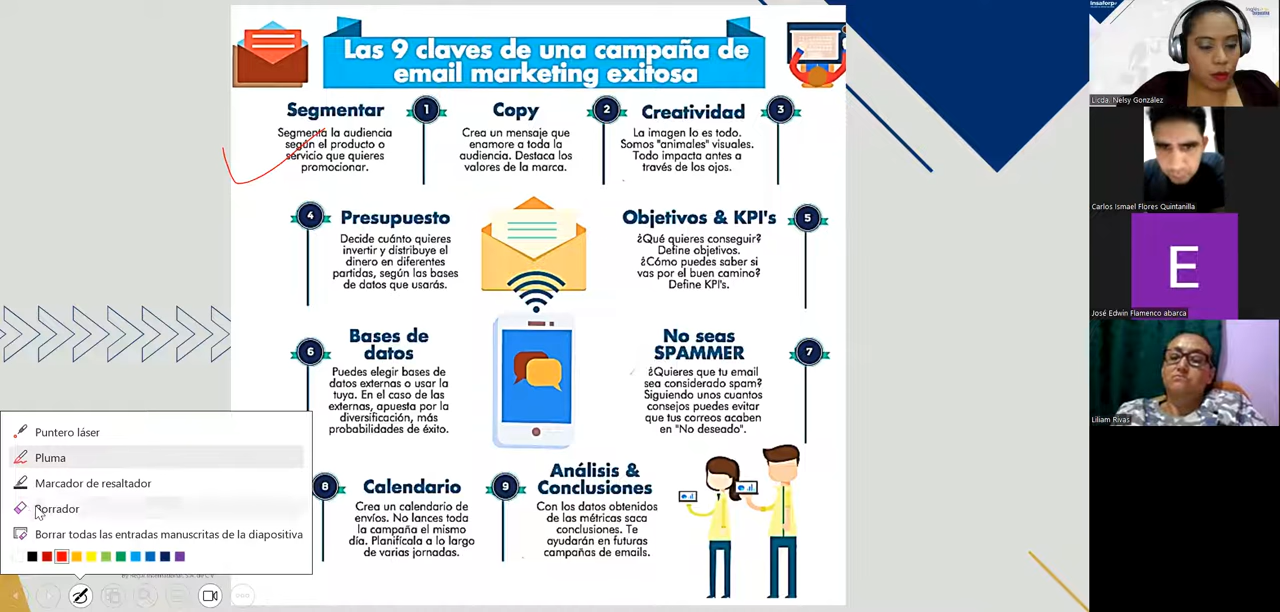 Las 9 claves de una campaña de
email marketing exitosa
Segmentar
1
Segmenta la audiencia
según el producto o
servicio que quieres
promocionar.
Copy
2
Crea un mensaje que
enamore a toda la
audiencia. Destaca los
valores de la marca.
Creatividad
3
La imagen lo es todo.
Somos "animales" visuales.
Todo impacta antes a
través de los ojos.
4
Presupuesto
Decide cuánto quieres
invertir y distribuye el
dinero en diferentes
partidas, según las bases
de datos que usarás.
Objetivos & KPI's
5
¿Qué quieres conseguir?
Define objetivos.
¿Cómo puedes saber si
vas por el buen camino?
Define KPI's.
6
Bases de
datos
Puedes elegir bases de
datos externas o usar la
tuya. En el caso de las
externas, apuesta por la
diversificación, más
probabilidades de éxito.
No seas
SPAMMER
7
¿Quieres que tu email
sea considerado spam?
Siguiendo unos cuantos
consejos puedes evitar
que tus correos acaben
en "No deseado".
8
Calendario
Crea un calendario de
envíos. No lances toda
la campaña el mismo
día. Planifícala a lo largo
de varias jornadas.
9
Análisis &
Conclusiones
Con los datos obtenidos
de las métricas saca
conclusiones. Te
ayudarán en futuras
campañas de emails.
Puntero láser
Pluma
Marcador de resaltador
Borrador
Borrar todas las entradas manuscritas de la diapositiva
Insaforp
Licda. Nelsy González
Carlos Ismael Flores Quintanilla
E
José Edwin Flamenco abarca
Liliam Rivas